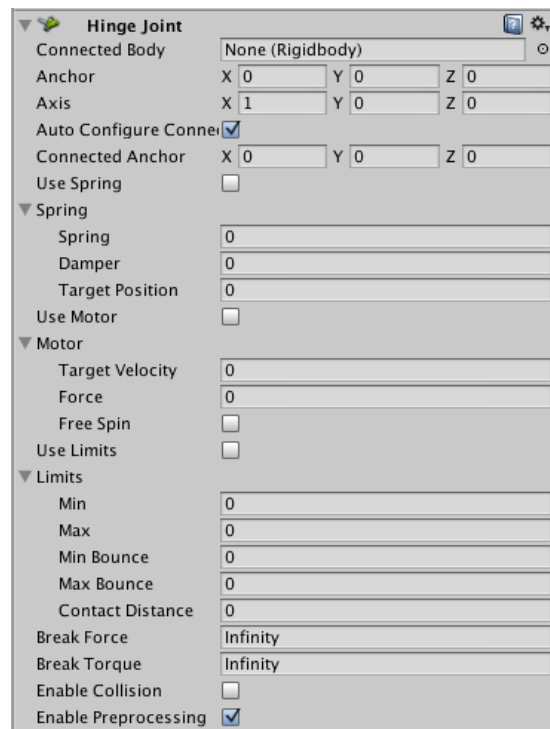 Hinge Joint
Connected Body None (Rigidbody)
Anchor X 0 Y 0 Z 0
Axis X 1 Y 0 Z 0
Auto Configure Conne
Connected Anchor X 0 Y 0 Z 0
Use Spring
Spring
Spring 0
Damper 0
Target Position 0
Use Motor
Motor
Target Velocity 0
Force 0
Free Spin
Use Limits
Limits
Min 0
Max 0
Min Bounce 0
Max Bounce 0
Contact Distance 0
Break Force Infinity
Break Torque Infinity
Enable Collision
Enable Preprocessing